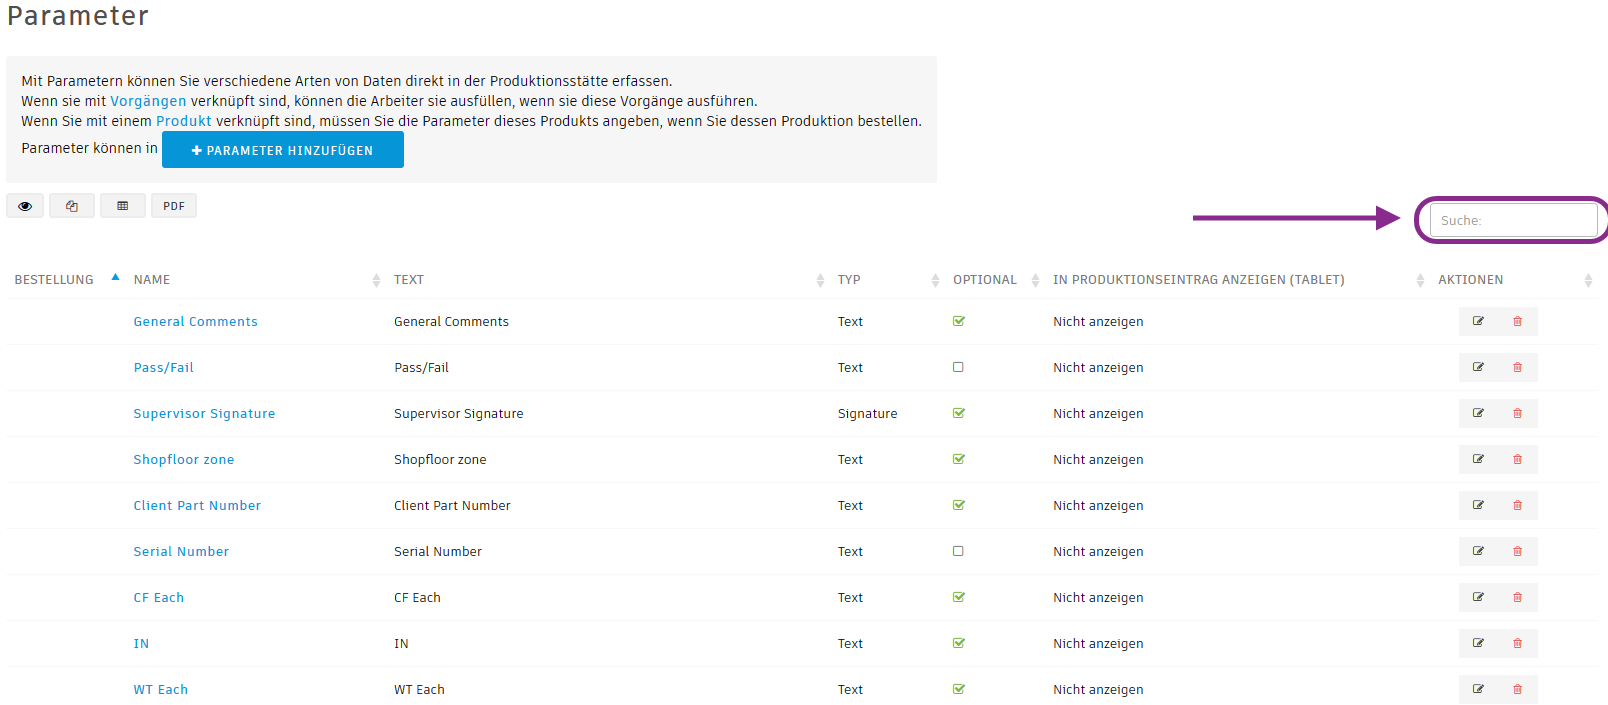 Parameter
Mit Parametern können Sie verschiedene Arten von Daten direkt in der Produktionsstätte erfassen.
Wenn sie mit Vorgängen verknüpft sind, können die Arbeiter sie ausfüllen, wenn sie diese Vorgänge ausführen.
Wenn Sie mit einem Produkt verknüpft sind, müssen Sie die Parameter dieses Produkts angeben, wenn Sie dessen Produktion bestellen.
Parameter können in PARAMETER HINZUFÜGEN
PDF
Suche:
BESTELLUNG NAME TEXT TYP OPTIONAL IN PRODUKTIONSEINTRAG ANZEIGEN (TABLET) AKTIONEN
General Comments General Comments Text Nicht anzeigen
Pass/Fail Pass/Fail Text Nicht anzeigen
Supervisor Signature Supervisor Signature Signature Nicht anzeigen
Shopfloor zone Shopfloor zone Text Nicht anzeigen
Client Part Number Client Part Number Text Nicht anzeigen
Serial Number Serial Number Text Nicht anzeigen
CF Each CF Each Text Nicht anzeigen
IN IN Text Nicht anzeigen
WT Each WT Each Text Nicht anzeigen